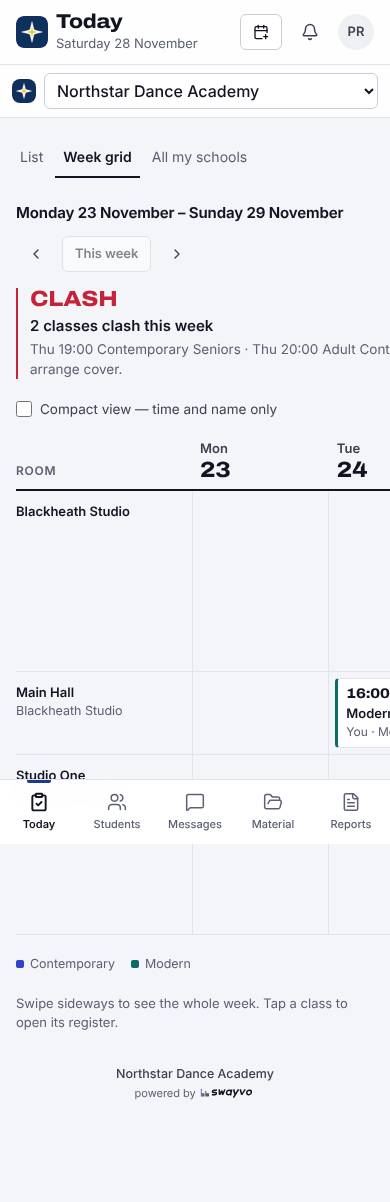 Today
Saturday 28 November
PR
Northstar Dance Academy
List Week grid All my schools
Monday 23 November – Sunday 29 November
This week
CLASH
2 classes clash this week
Thu 19:00 Contemporary Seniors · Thu 20:00 Adult Cont
arrange cover.
Compact view — time and name only
ROOM
Mon
23
Tue
24
Blackheath Studio
Main Hall
Blackheath Studio
16:00
Modern
You · M
Studio One
Today
Students
Messages
Material
Reports
Contemporary Modern
Swipe sideways to see the whole week. Tap a class to
open its register.
Northstar Dance Academy
powered by swayvo